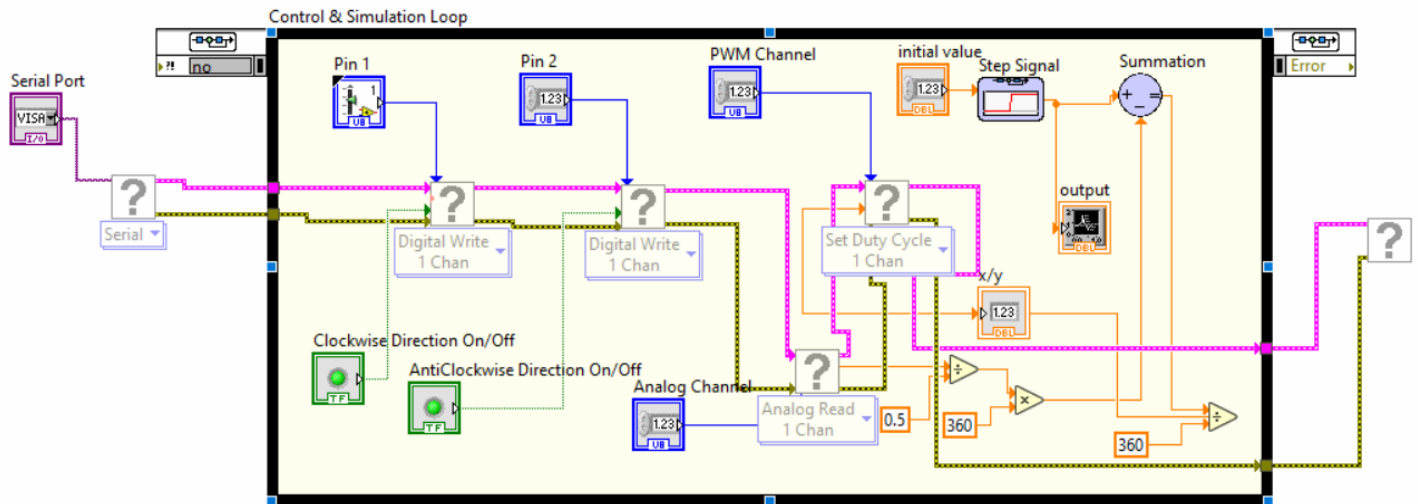 Control & Simulation Loop
?! no
Error
Serial Port
VISA
I/O
Pin 1
1
U8
Pin 2
1.23
U8
PWM Channel
1.23
U8
initial value
1.23
DBL
Step Signal
Summation
+ - =
?
Serial
?
Digital Write
1 Chan
?
Digital Write
1 Chan
?
Set Duty Cycle
1 Chan
output
DBL
?
x/y
1.23
DBL
Clockwise Direction On/Off
TF
AntiClockwise Direction On/Off
TF
Analog Channel
1.23
U8
?
Analog Read
1 Chan
÷
0.5
×
360
÷
360